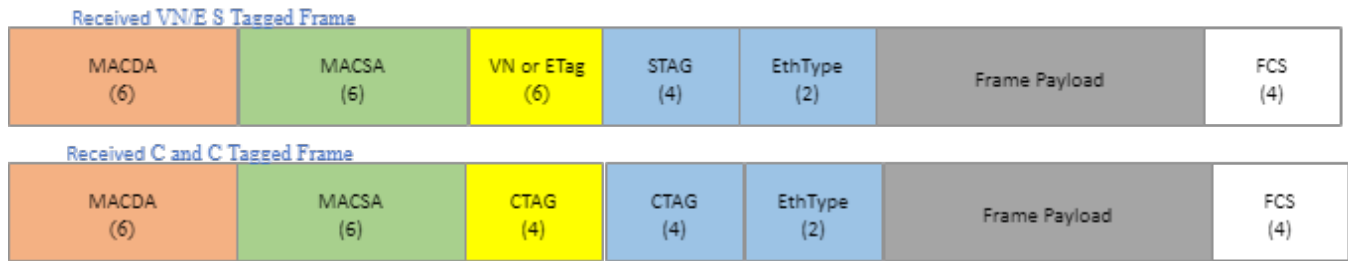 Received VN/E S Tagged Frame
MACDA MACSA VN or ETag STAG EthType Frame Payload FCS
(6) (6) (6) (4) (2) (4)
Received C and C Tagged Frame
MACDA MACSA CTAG CTAG EthType Frame Payload FCS
(6) (6) (4) (4) (2) (4)